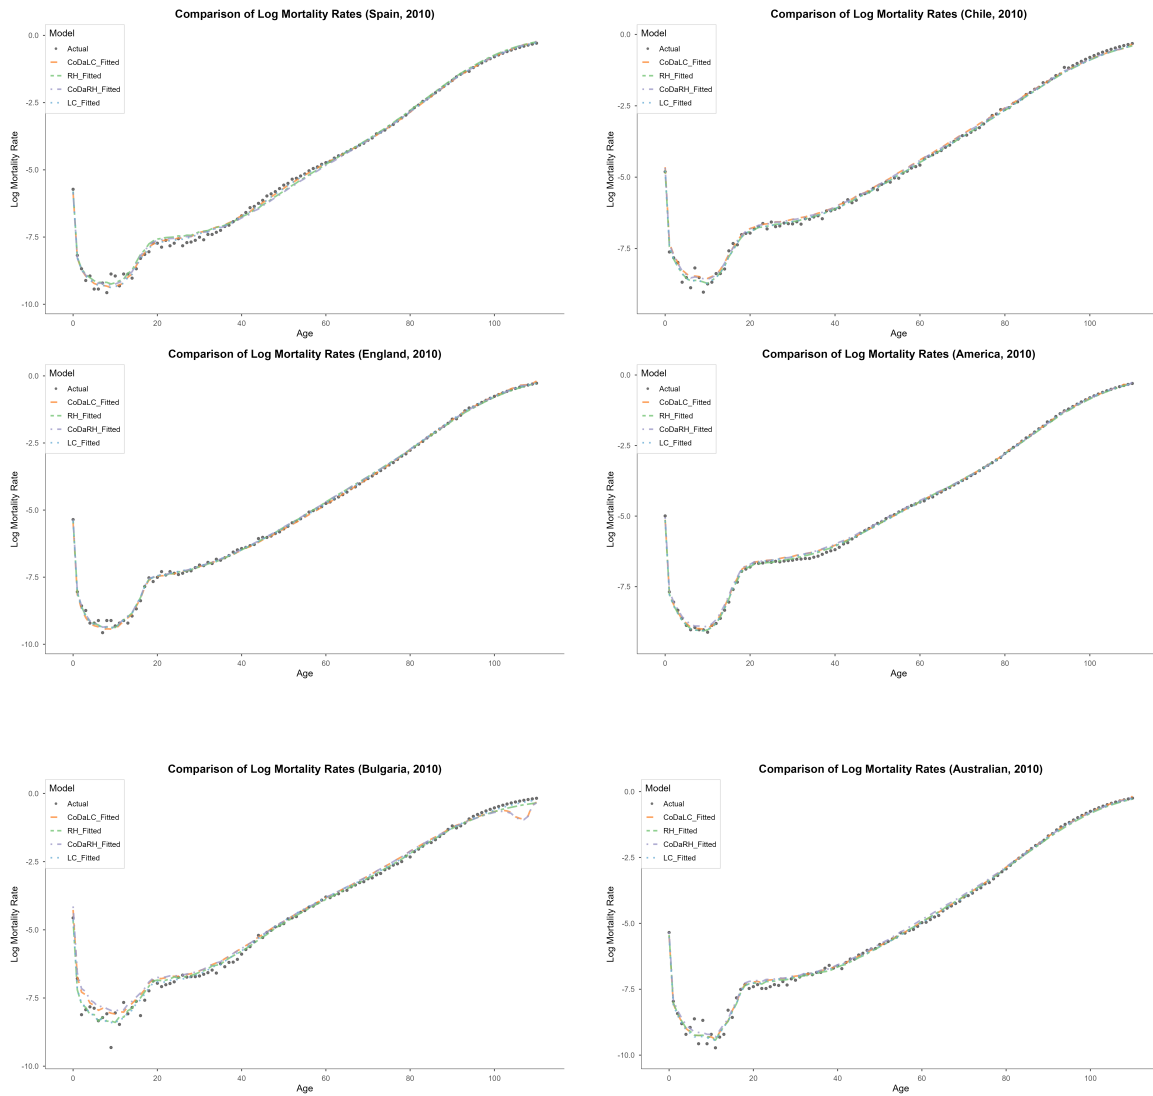 Comparison of Log Mortality Rates (Spain, 2010)
Model
Actual
CoDaLC_Fitted
RH_Fitted
CoDaRH_Fitted
LC_Fitted
Log Mortality Rate
0.0
-2.5
-5.0
-7.5
-10.0
0
20
40
60
80
100
Age
Comparison of Log Mortality Rates (Chile, 2010)
Model
Actual
CoDaLC_Fitted
RH_Fitted
CoDaRH_Fitted
LC_Fitted
Log Mortality Rate
0.0
-2.5
-5.0
-7.5
0
20
40
60
80
100
Age
Comparison of Log Mortality Rates (England, 2010)
Model
Actual
CoDaLC_Fitted
RH_Fitted
CoDaRH_Fitted
LC_Fitted
Log Mortality Rate
0.0
-2.5
-5.0
-7.5
-10.0
0
20
40
60
80
100
Age
Comparison of Log Mortality Rates (America, 2010)
Model
Actual
CoDaLC_Fitted
RH_Fitted
CoDaRH_Fitted
LC_Fitted
Log Mortality Rate
0.0
-2.5
-5.0
-7.5
0
20
40
60
80
100
Age
Comparison of Log Mortality Rates (Bulgaria, 2010)
Model
Actual
CoDaLC_Fitted
RH_Fitted
CoDaRH_Fitted
LC_Fitted
Log Mortality Rate
0.0
-2.5
-5.0
-7.5
-10.0
0
20
40
60
80
100
Age
Comparison of Log Mortality Rates (Australian, 2010)
Model
Actual
CoDaLC_Fitted
RH_Fitted
CoDaRH_Fitted
LC_Fitted
Log Mortality Rate
0.0
-2.5
-5.0
-7.5
-10.0
0
20
40
60
80
100
Age